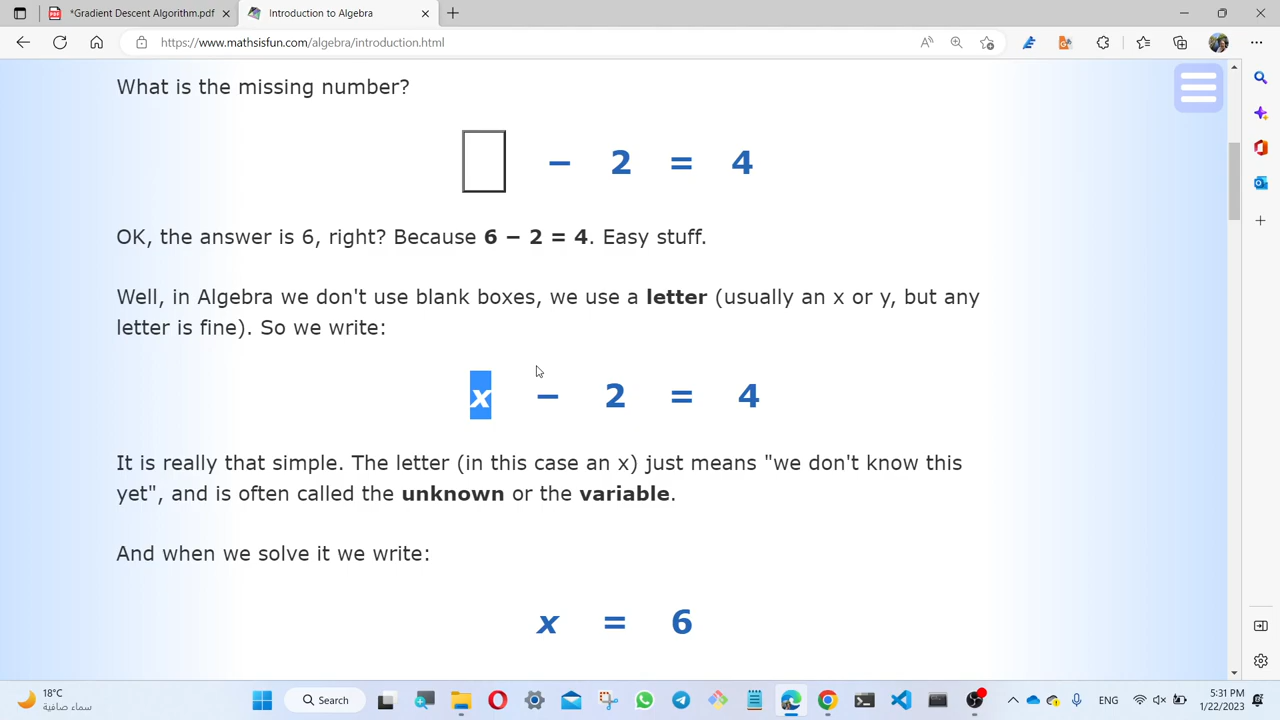 *Gradient Descent Algorithm.pdf
Introduction to Algebra
https://www.mathsisfun.com/algebra/introduction.html
What is the missing number?
− 2 = 4
OK, the answer is 6, right? Because 6 − 2 = 4. Easy stuff.
Well, in Algebra we don't use blank boxes, we use a letter (usually an x or y, but any
letter is fine). So we write:
x − 2 = 4
It is really that simple. The letter (in this case an x) just means "we don't know this
yet", and is often called the unknown or the variable.
And when we solve it we write:
x = 6
18°C
سماء صافية
Search
ENG
5:31 PM
1/22/2023